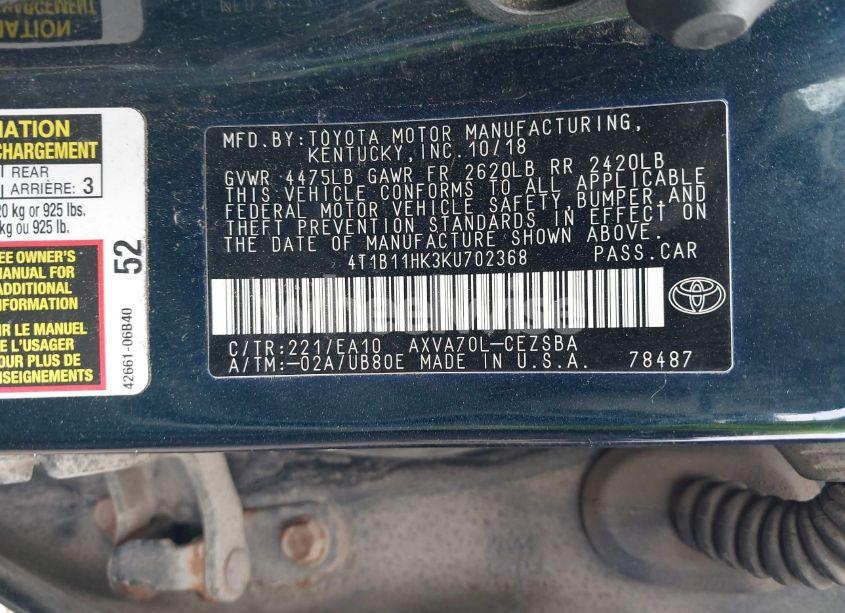 MATION
CHARGEMENT
REAR
ARRIÈRE: 3
20 kg or 925 lbs.
kg ou 925 lb.
SEE OWNER'S
MANUAL FOR
ADDITIONAL
INFORMATION
LE MANUEL
DE L'USAGER
POUR PLUS DE
ENSEIGNEMENTS
52
42661-06B40
MFD.BY:TOYOTA MOTOR MANUFACTURING,
KENTUCKY,INC.10/18
GVWR 4475LB GAWR FR 2620LB RR 2420LB
THIS VEHICLE CONFORMS TO ALL APPLICABLE
FEDERAL MOTOR VEHICLE SAFETY,BUMPER,AND
THEFT PREVENTION STANDARDS IN EFFECT ON
THE DATE OF MANUFACTURE SHOWN ABOVE.
4T1B11HK3KU702368 PASS.CAR
C/TR:221/EA10 AXVA70L-CEZSBA
A/TM:-02A/UB80E MADE IN U.S.A. 78487